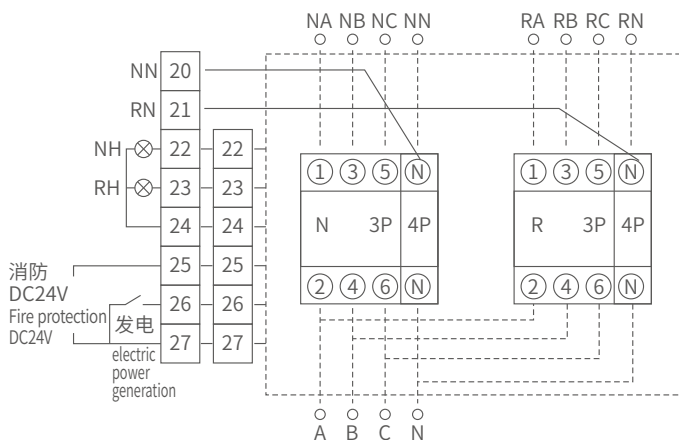 NA NB NC NN
RA RB RC RN
NN 20
RN 21
NH 22 22
RH 23 23
24 24
25 25
26 26
27 27
消防
DC24V
Fire protection
DC24V
发电
electric
power
generation
1 3 5 N
N 3P 4P
2 4 6 N
1 3 5 N
R 3P 4P
2 4 6 N
A B C N